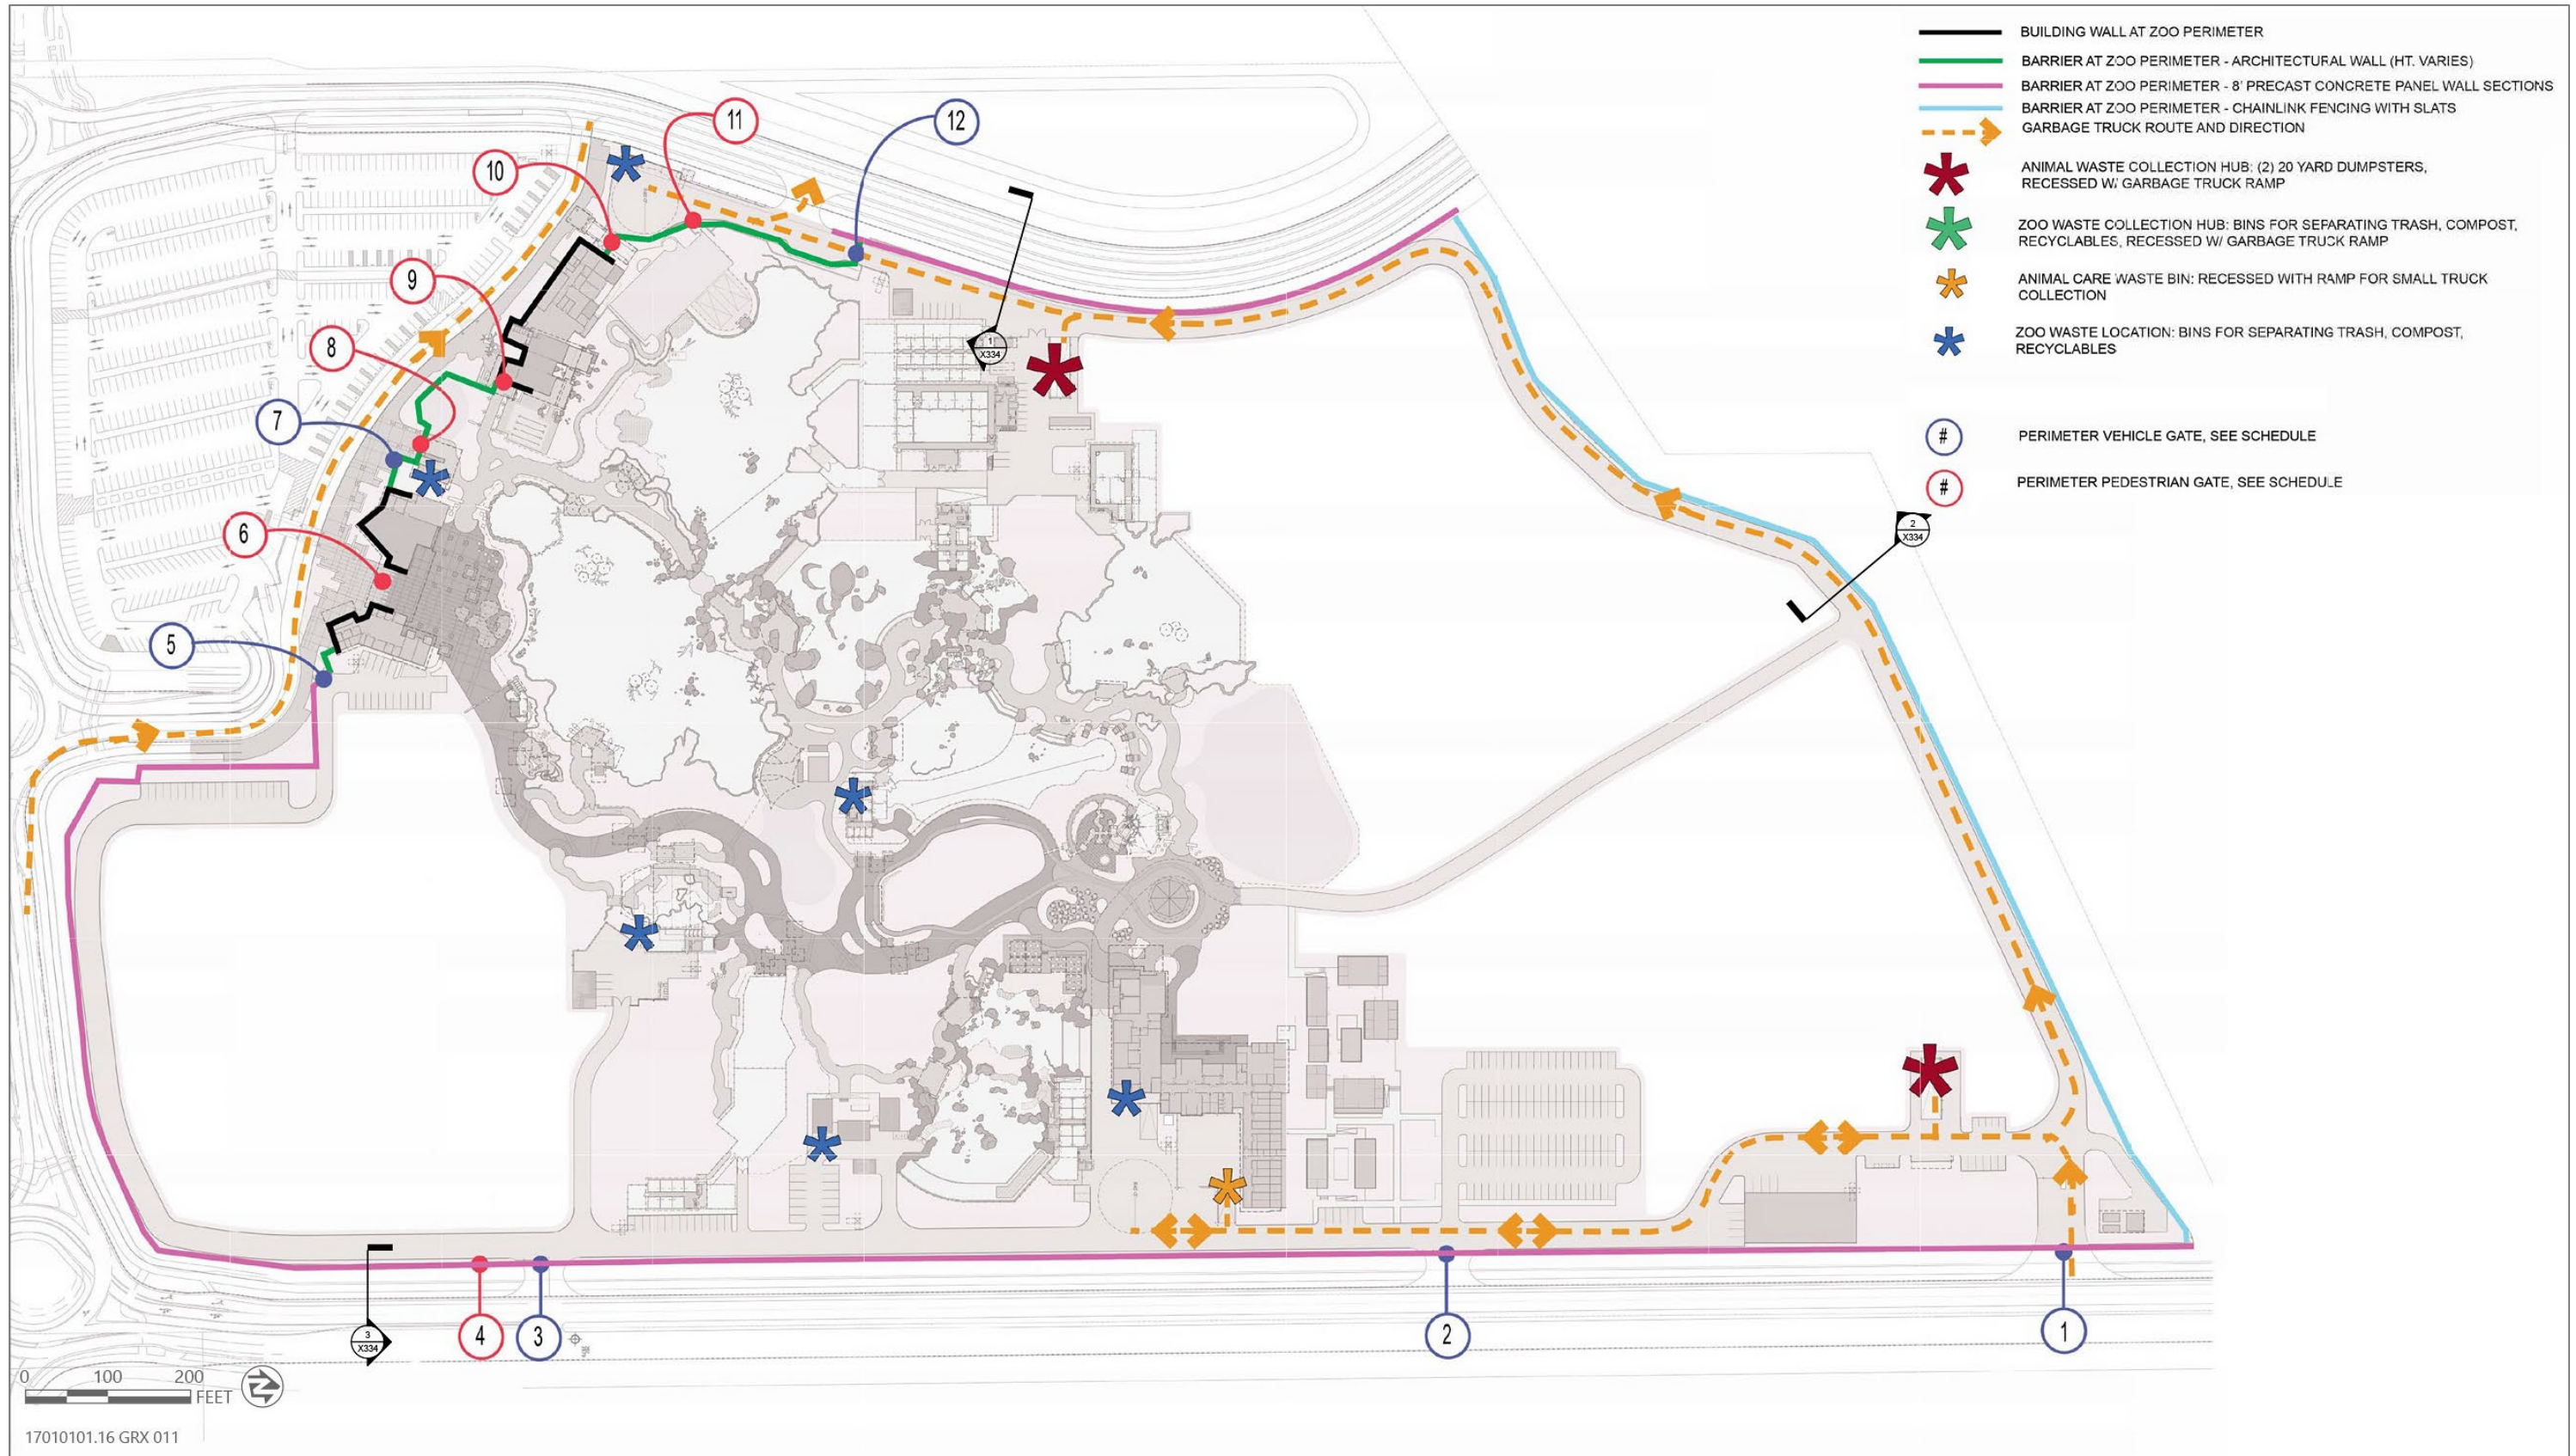 BUILDING WALL AT ZOO PERIMETER
BARRIER AT ZOO PERIMETER - ARCHITECTURAL WALL (HT. VARIES)
BARRIER AT ZOO PERIMETER - 8' PRECAST CONCRETE PANEL WALL SECTIONS
BARRIER AT ZOO PERIMETER - CHAINLINK FENCING WITH SLATS
GARBAGE TRUCK ROUTE AND DIRECTION
ANIMAL WASTE COLLECTION HUB: (2) 20 YARD DUMPSTERS,
RECESSED W/ GARBAGE TRUCK RAMP
ZOO WASTE COLLECTION HUB: BINS FOR SEPARATING TRASH, COMPOST,
RECYCLABLES, RECESSED W/ GARBAGE TRUCK RAMP
ANIMAL CARE WASTE BIN: RECESSED WITH RAMP FOR SMALL TRUCK
COLLECTION
ZOO WASTE LOCATION: BINS FOR SEPARATING TRASH, COMPOST,
RECYCLABLES
# PERIMETER VEHICLE GATE, SEE SCHEDULE
# PERIMETER PEDESTRIAN GATE, SEE SCHEDULE
11
12
10
9
8
1
X334
7
6
2
X334
5
3
X334
4
3
2
1
0 100 200
FEET
17010101.16 GRX 011